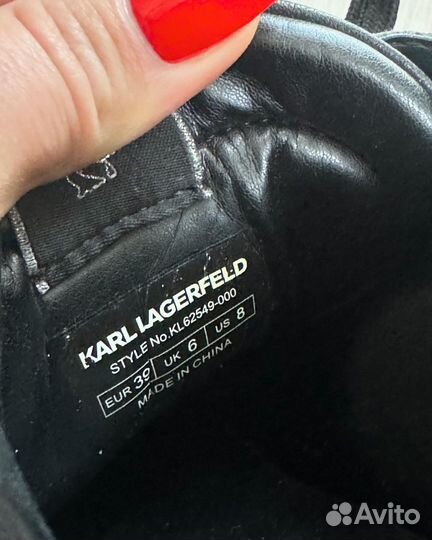 KARL LAGERFELD
STYLE No.KL62549-000
EUR 39 UK 6 US 8
MADE IN CHINA
Avito